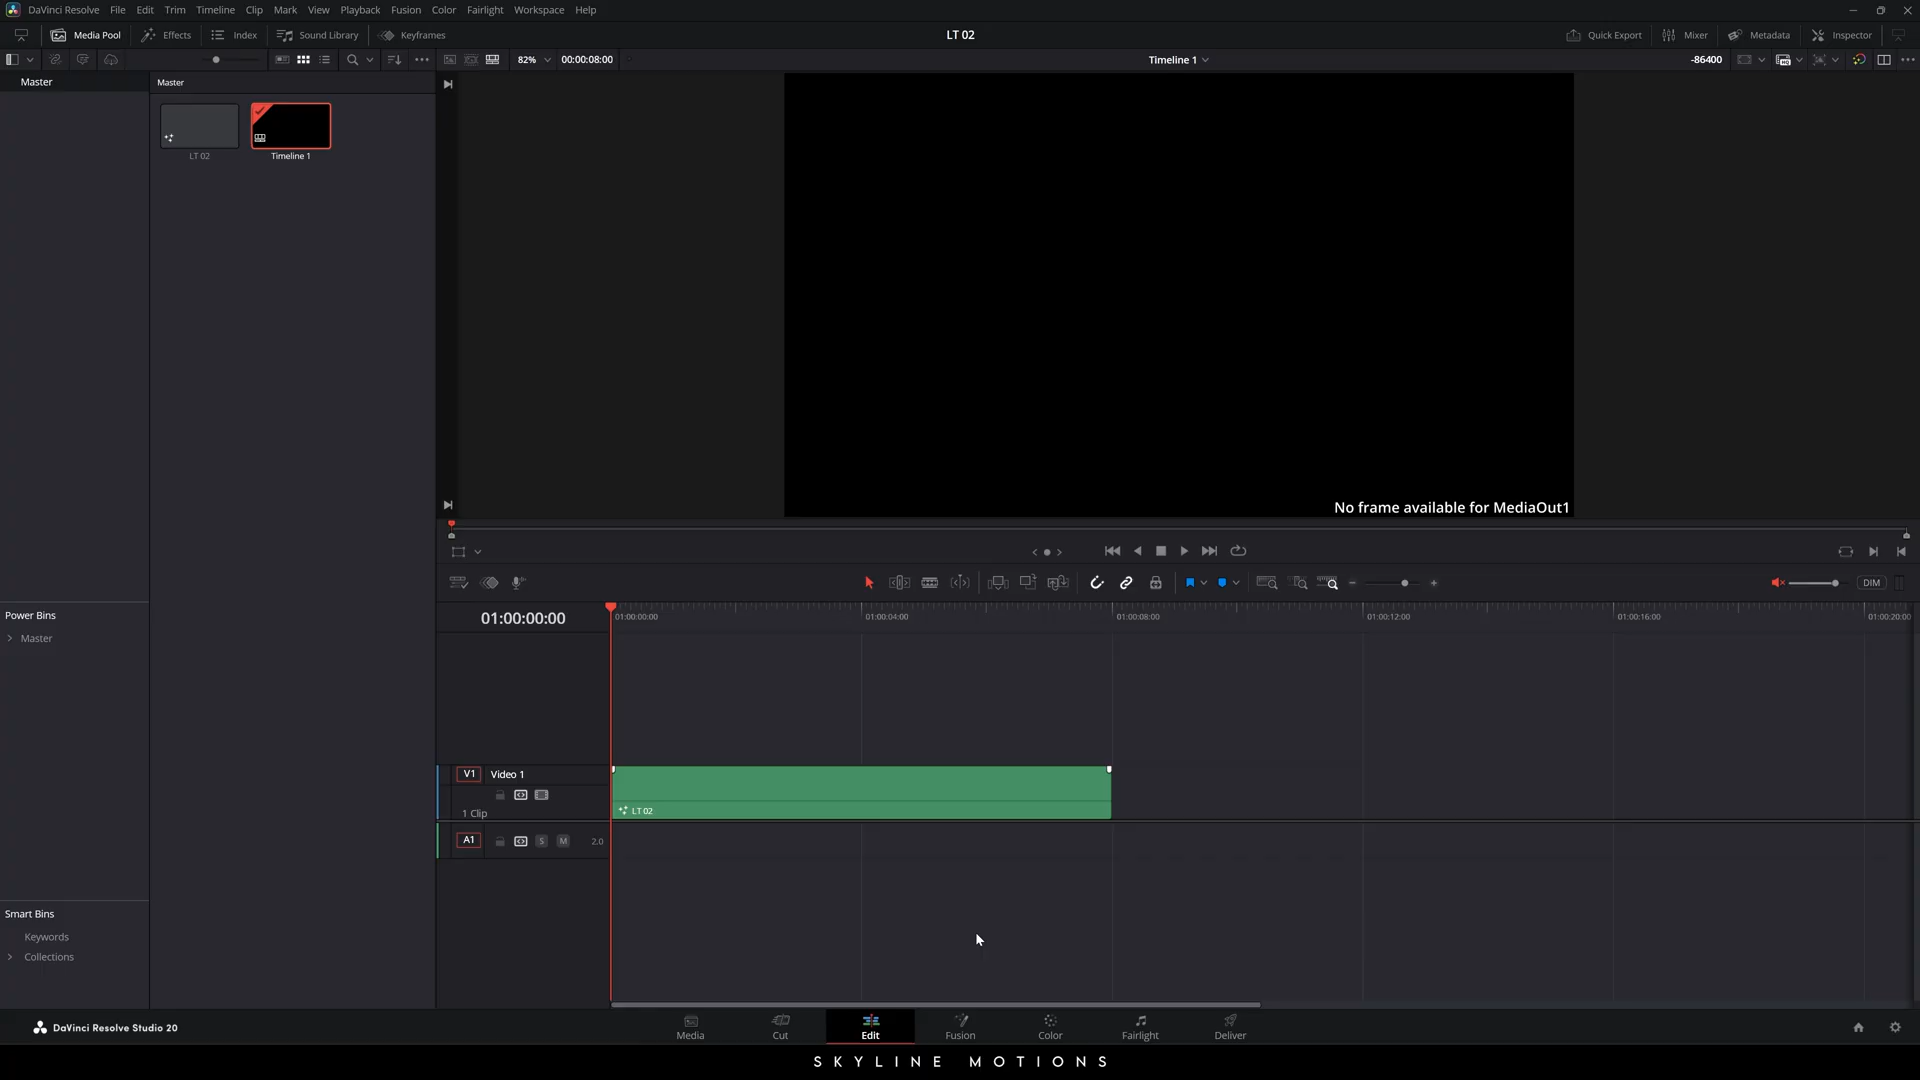 DaVinci Resolve File Edit Trim Timeline Clip Mark View Playback Fusion Color Fairlight Workspace Help
Media Pool Effects Index Sound Library Keyframes LT 02 Quick Export Mixer Metadata Inspector
82% 00:00:08:00 Timeline 1 -86400
Master Master
LT 02 Timeline 1
No frame available for MediaOut1
DIM
Power Bins 01:00:00:00 01:00:00:00 01:00:04:00 01:00:08:00 01:00:12:00 01:00:16:00 01:00:20:00
Master
V1 Video 1
1 Clip LT 02
A1 S M 2.0
Smart Bins
Keywords
Collections
DaVinci Resolve Studio 20 Media Cut Edit Fusion Color Fairlight Deliver
SKYLINE MOTIONS